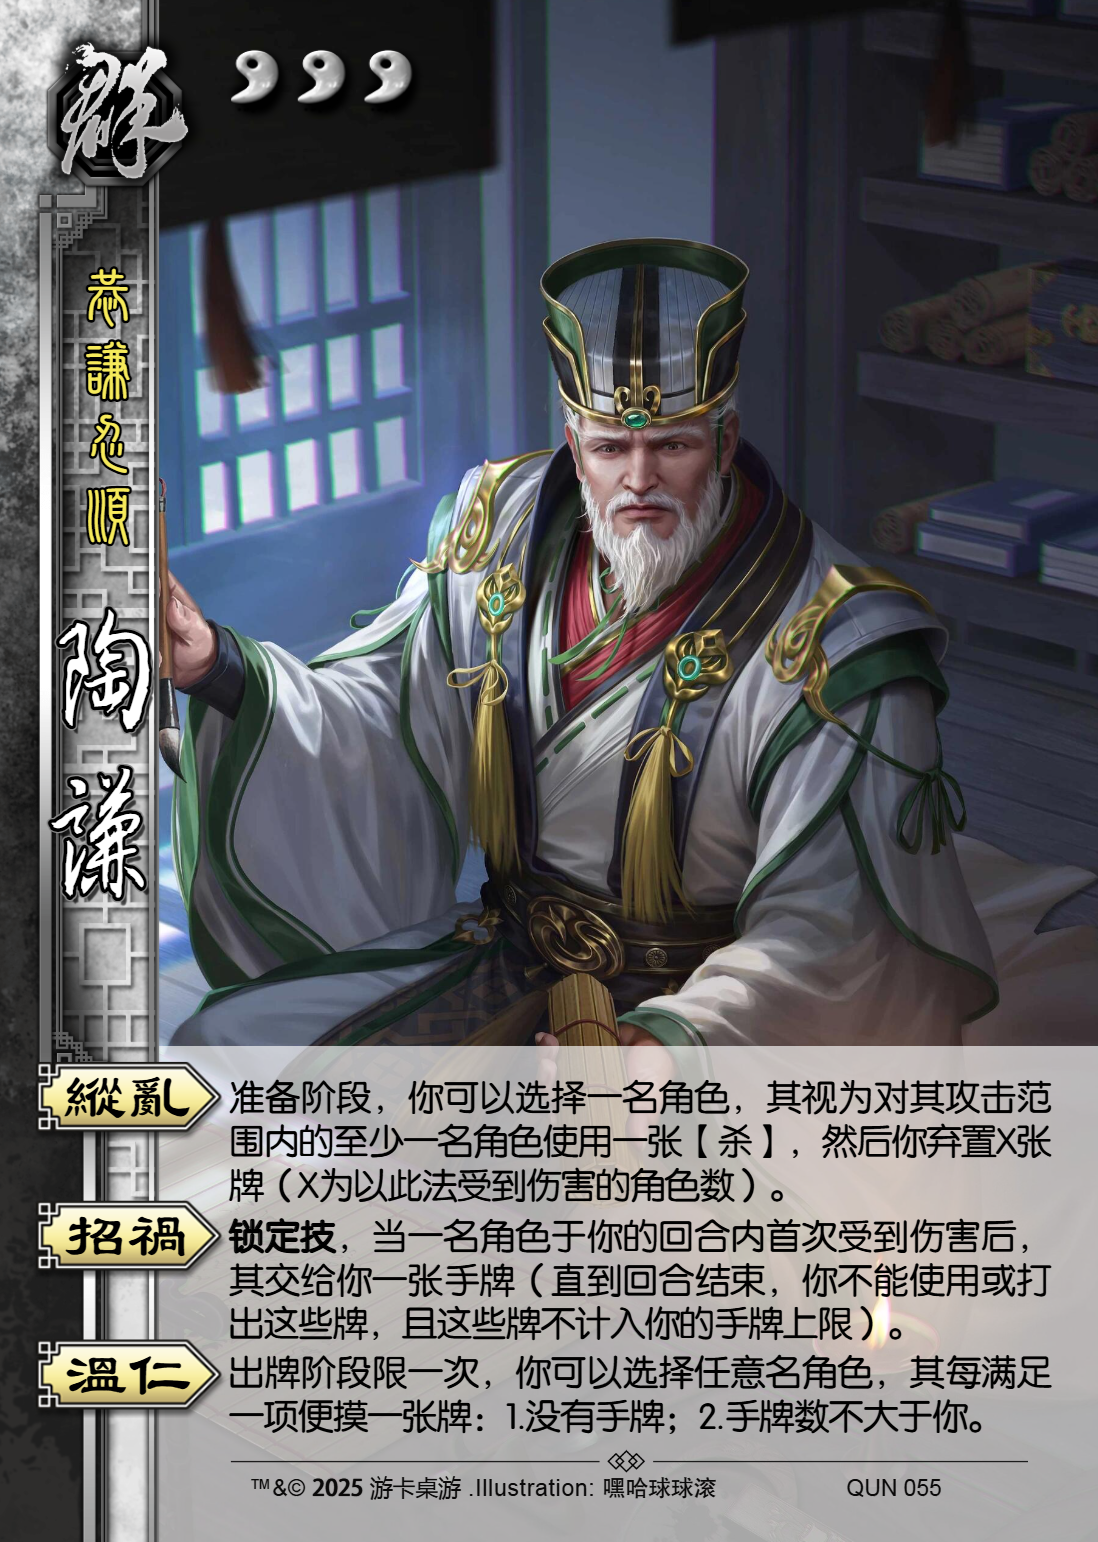 群
恭謙忍順
陶謙
縱亂
准备阶段，你可以选择一名角色，其视为对其攻击范
围内的至少一名角色使用一张【杀】，然后你弃置X张
牌（X为以此法受到伤害的角色数）。
招禍
锁定技，当一名角色于你的回合内首次受到伤害后，
其交给你一张手牌（直到回合结束，你不能使用或打
出这些牌，且这些牌不计入你的手牌上限）。
溫仁
出牌阶段限一次，你可以选择任意名角色，其每满足
一项便摸一张牌：1.没有手牌；2.手牌数不大于你。
™&© 2025 游卡桌游 .Illustration: 嘿哈球球滚
QUN 055